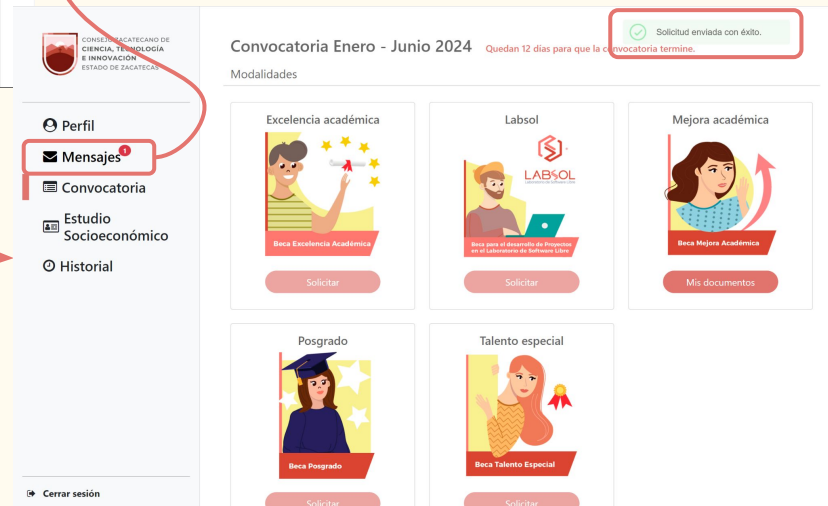 CONSEJO ZACATECANO DE
CIENCIA, TECNOLOGÍA
E INNOVACIÓN
ESTADO DE ZACATECAS
Convocatoria Enero - Junio 2024
Quedan 12 días para que la convocatoria termine.
Solicitud enviada con éxito.
Modalidades
Perfil
Mensajes 1
Convocatoria
Estudio
Socioeconómico
Historial
Cerrar sesión
Excelencia académica
Beca Excelencia Académica
Solicitar
Labsol
LABSOL
Beca para el desarrollo de Proyectos
en el Laboratorio de Software Libre
Solicitar
Mejora académica
Beca Mejora Académica
Mis documentos
Posgrado
Beca Posgrado
Solicitar
Talento especial
Beca Talento Especial
Solicitar